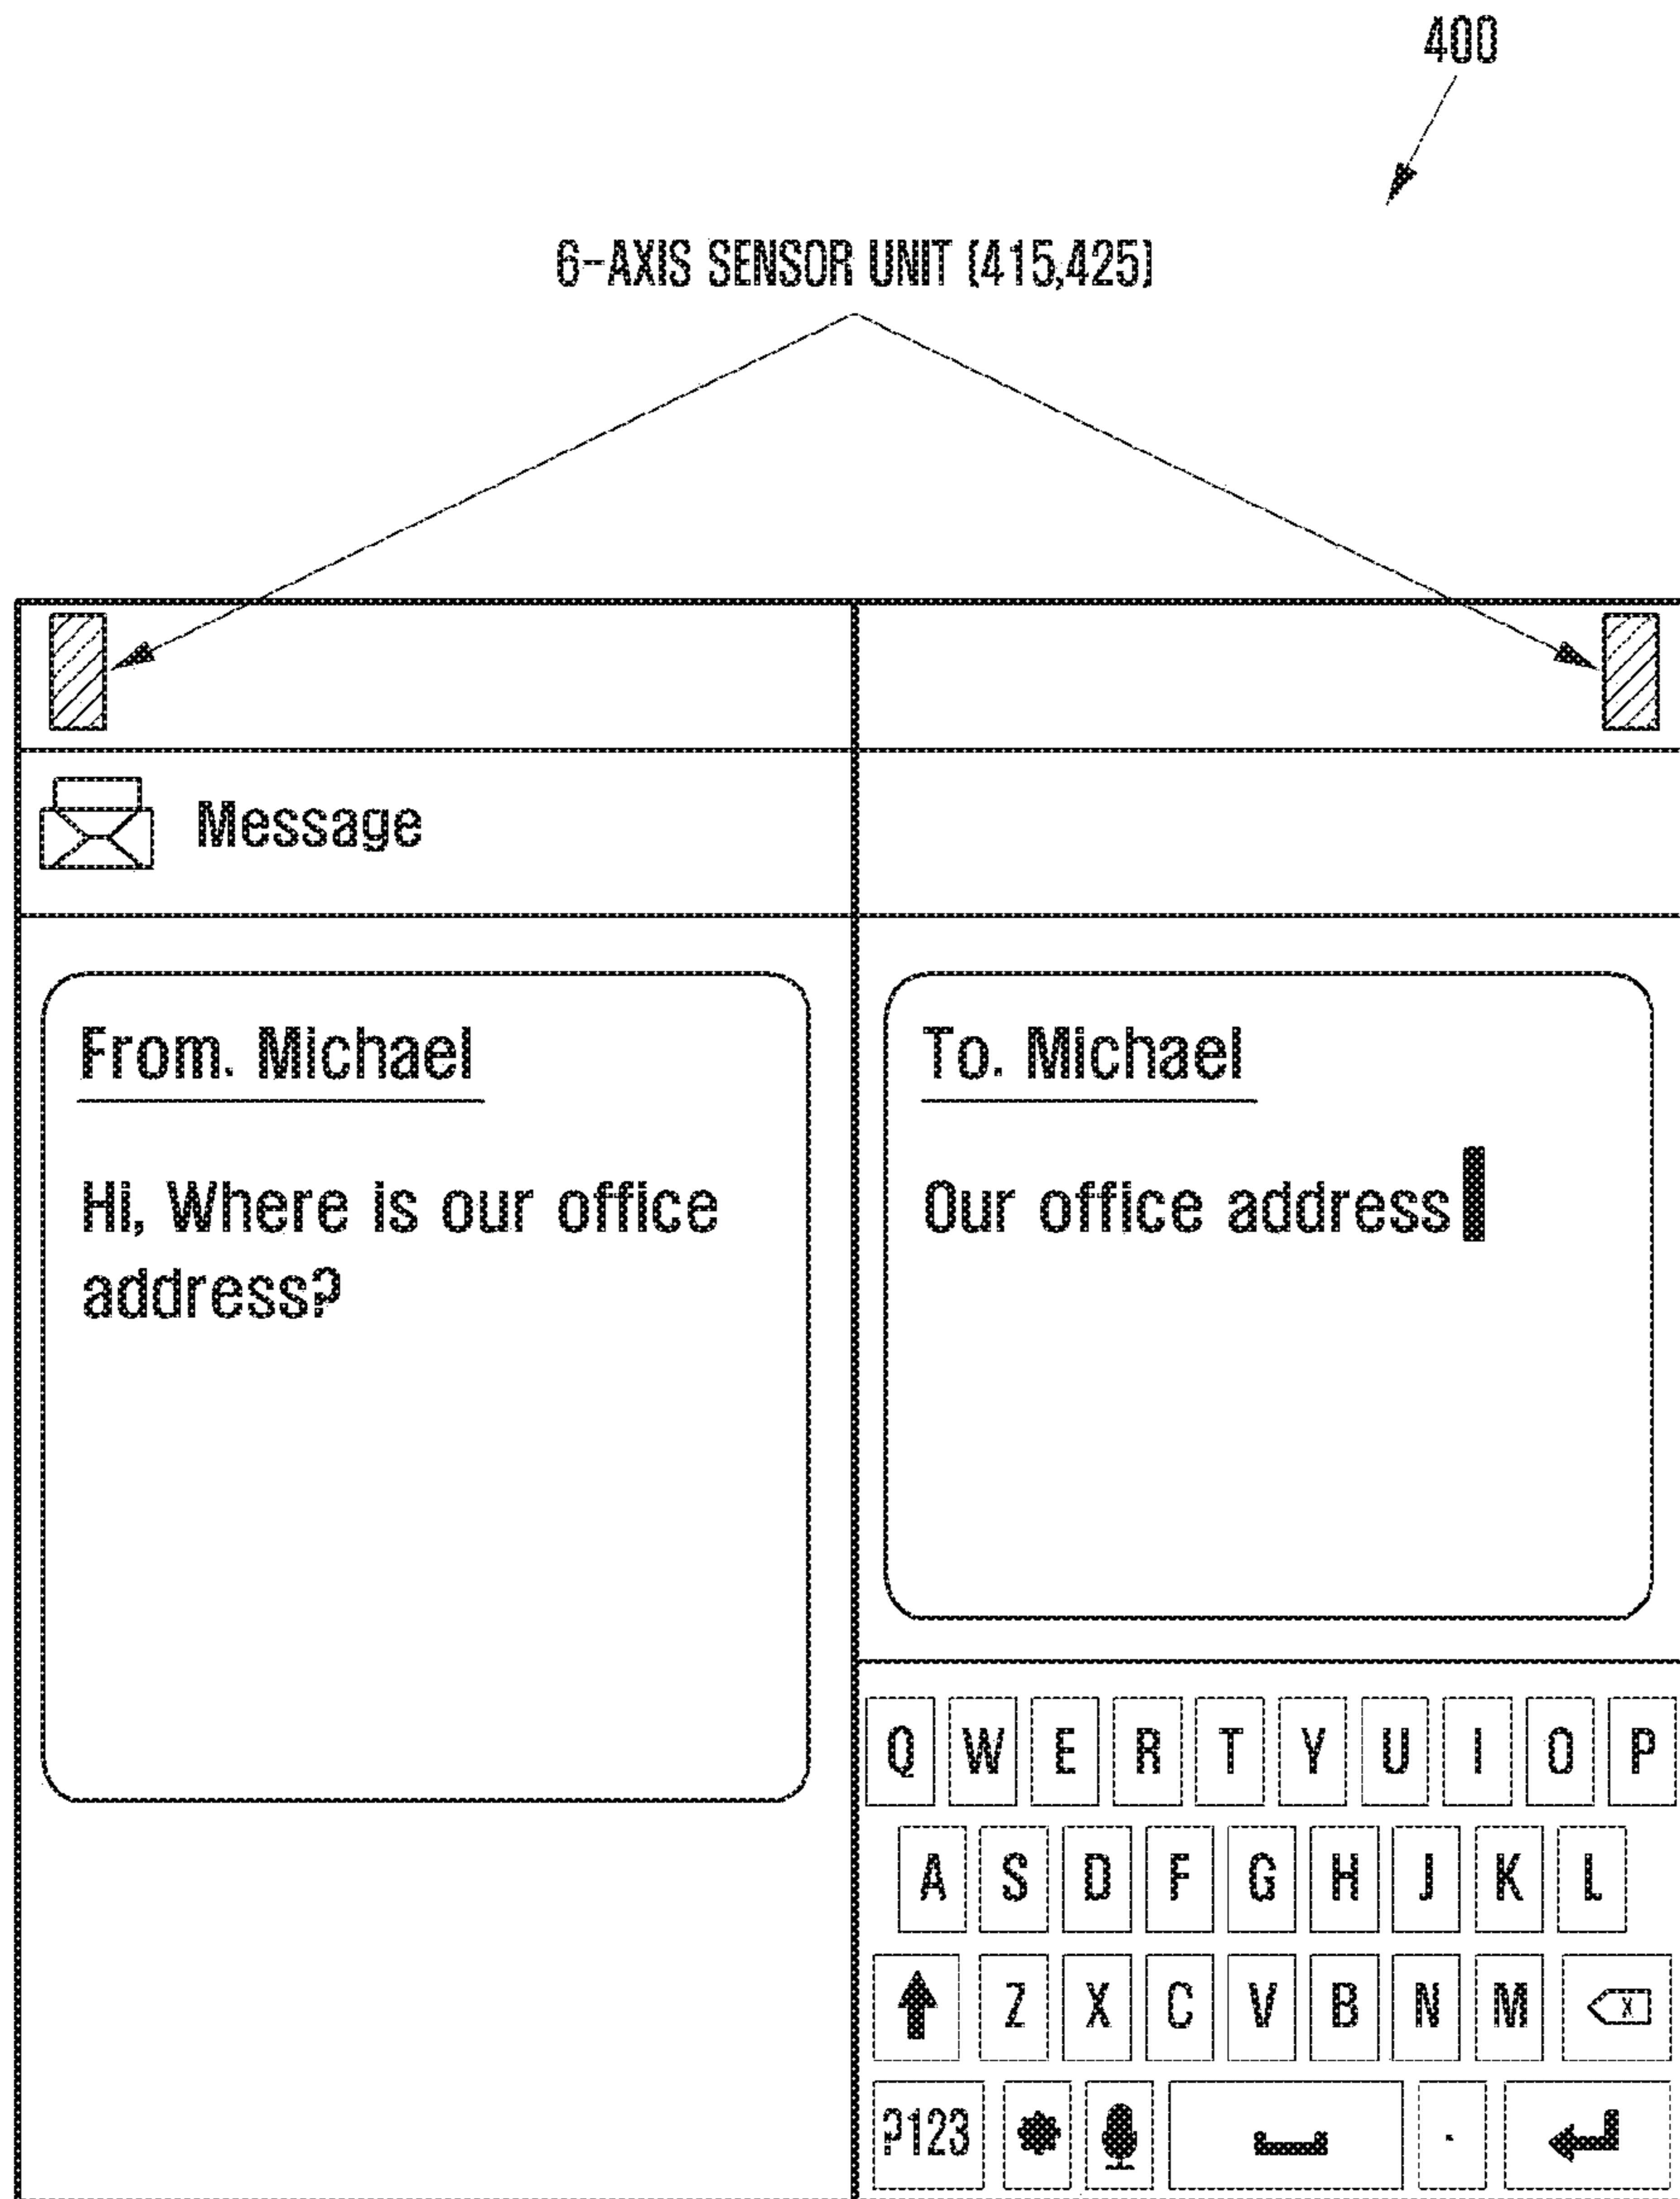 400
6-AXIS SENSOR UNIT (415,425)
Message
From. Michael
Hi, Where is our office
address?
To. Michael
Our office address
Q W E R T Y U I O P
A S D F G H J K L
Z X C V B N M X
?123 .